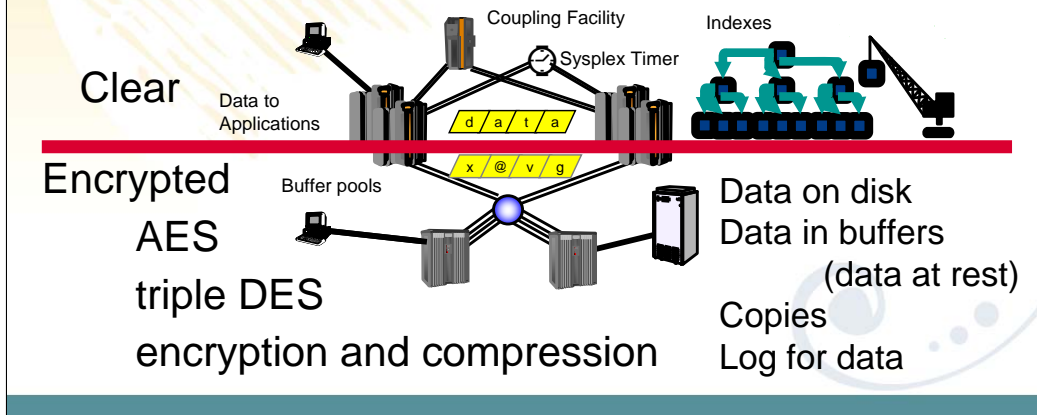 Coupling Facility
Indexes
Sysplex Timer
Clear
Data to
Applications
d a t a
Encrypted
x @ v g
Buffer pools
AES
triple DES
encryption and compression
Data on disk
Data in buffers
(data at rest)
Copies
Log for data